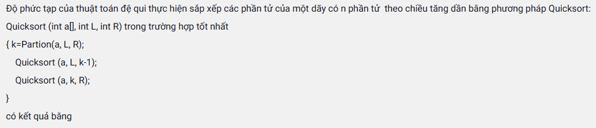 Độ phức tạp của thuật toán đệ qui thực hiện sắp xếp các phần tử của một dãy có n phần tử theo chiều tăng dần bằng phương pháp Quicksort:
Quicksort (int a[], int L, int R) trong trường hợp tốt nhất
{ k=Partion(a, L, R);
Quicksort (a, L, k-1);
Quicksort (a, k, R);
}
có kết quả bằng